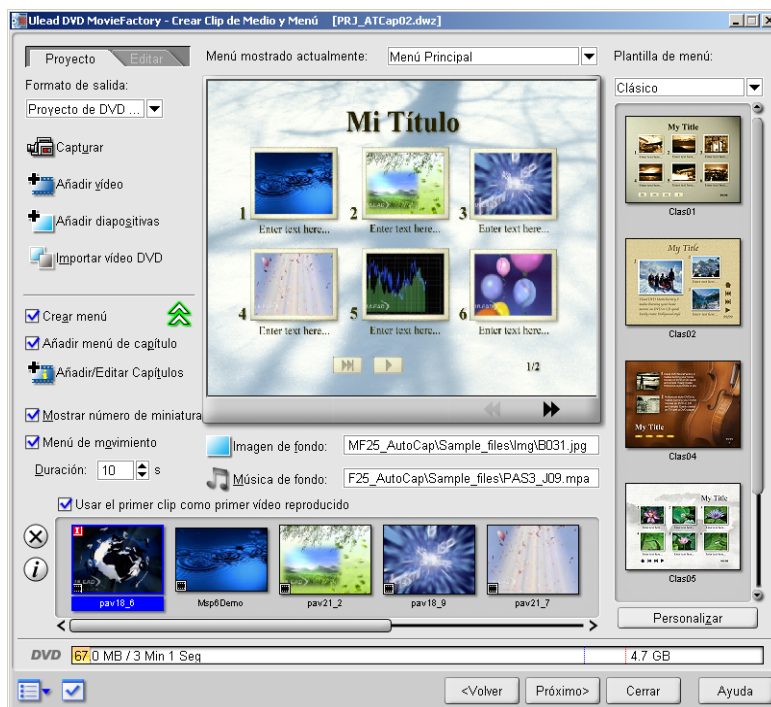 Ulead DVD MovieFactory - Crear Clip de Medio y Menú [PRJ_ATCap02.dwz]
Proyecto Editar
Menú mostrado actualmente: Menú Principal
Plantilla de menú:
Formato de salida:
Proyecto de DVD ...
Clásico
Capturar
Añadir vídeo
Añadir diapositivas
Importar vídeo DVD
Crear menú
Añadir menú de capítulo
Añadir/Editar Capítulos
Mostrar número de miniatura
Menú de movimiento
Duración: 10 s
Mi Título
1 2 3
Enter text here... Enter text here... Enter text here...
4 5 6
Enter text here... Enter text here... Enter text here...
1/2
Imagen de fondo: MF25_AutoCap\Sample_files\Img\B031.jpg
Música de fondo: F25_AutoCap\Sample_files\PAS3_J09.mpa
My Title
Clas01
My Title
Clas02
My Title
Clas04
My Title
Clas05
Personalizar
Usar el primer clip como primer vídeo reproducido
pav18_6 Msp6Demo pav21_2 pav18_9 pav21_7
DVD 67.0 MB / 3 Min 1 Seg 4.7 GB
<Volver Próximo> Cerrar Ayuda